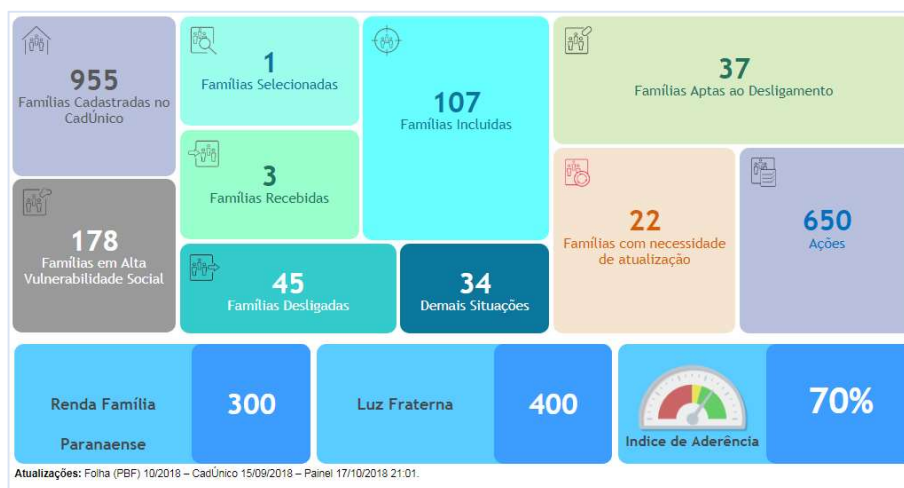 955
Famílias Cadastradas no
CadÚnico
1
Famílias Selecionadas
107
Famílias Incluidas
37
Famílias Aptas ao Desligamento
3
Famílias Recebidas
178
Famílias em Alta
Vulnerabilidade Social
22
Famílias com necessidade
de atualização
650
Ações
45
Famílias Desligadas
34
Demais Situações
Renda Família
Paranaense
300
Luz Fraterna
400
Indice de Aderência
70%
Atualizações: Folha (PBF) 10/2018 – CadÚnico 15/09/2018 – Painel 17/10/2018 21:01.